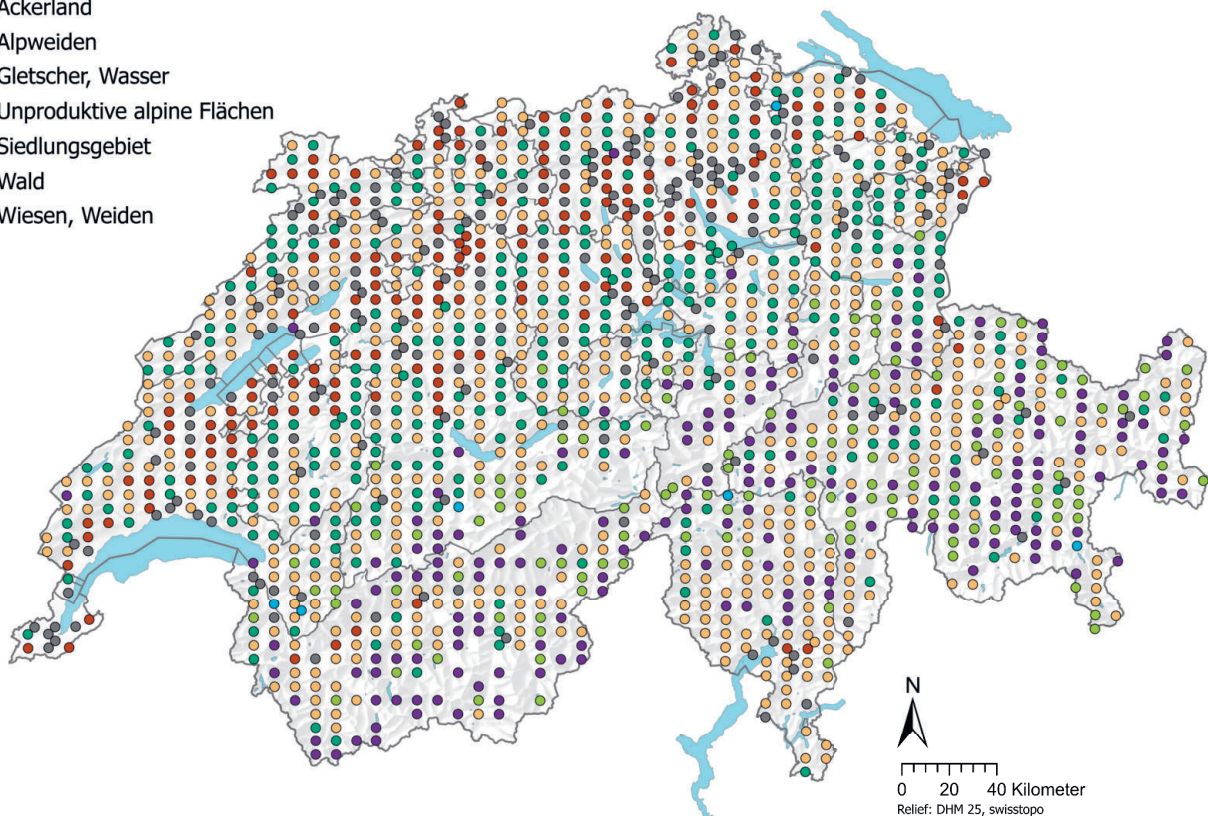 Ackerland
Alpweiden
Gletscher, Wasser
Unproduktive alpine Flächen
Siedlungsgebiet
Wald
Wiesen, Weiden
N
0 20 40 Kilometer
Relief: DHM 25, swisstopo